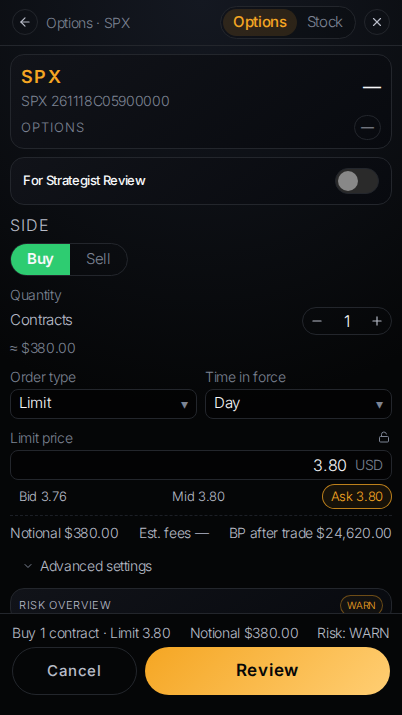 Options · SPX
Options
Stock
SPX
SPX 261118C05900000
—
OPTIONS
—
For Strategist Review
SIDE
Buy
Sell
Quantity
Contracts
− 1 +
≈ $380.00
Order type
Time in force
Limit
Day
Limit price
3.80 USD
Bid 3.76
Mid 3.80
Ask 3.80
Notional $380.00
Est. fees —
BP after trade $24,620.00
Advanced settings
RISK OVERVIEW
WARN
Buy 1 contract · Limit 3.80
Notional $380.00
Risk: WARN
Cancel
Review